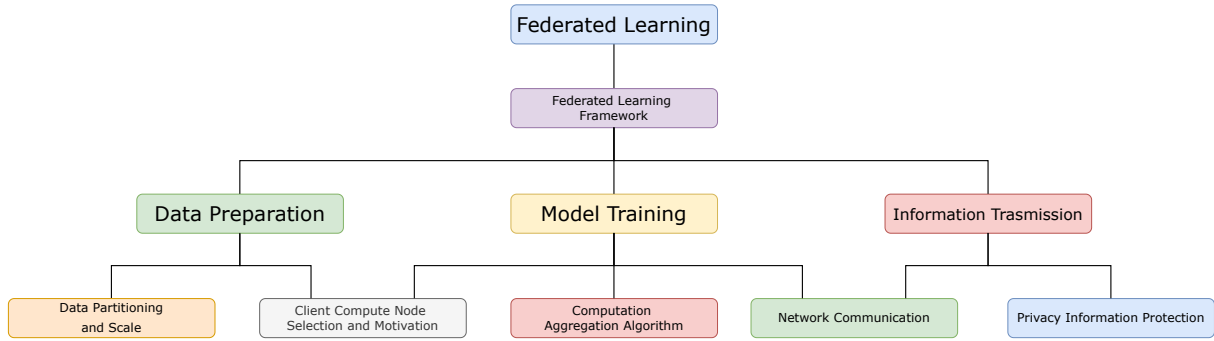 Federated Learning
Federated Learning
Framework
Data Preparation
Model Training
Information Trasmission
Data Partitioning
and Scale
Client Compute Node
Selection and Motivation
Computation
Aggregation Algorithm
Network Communication
Privacy Information Protection